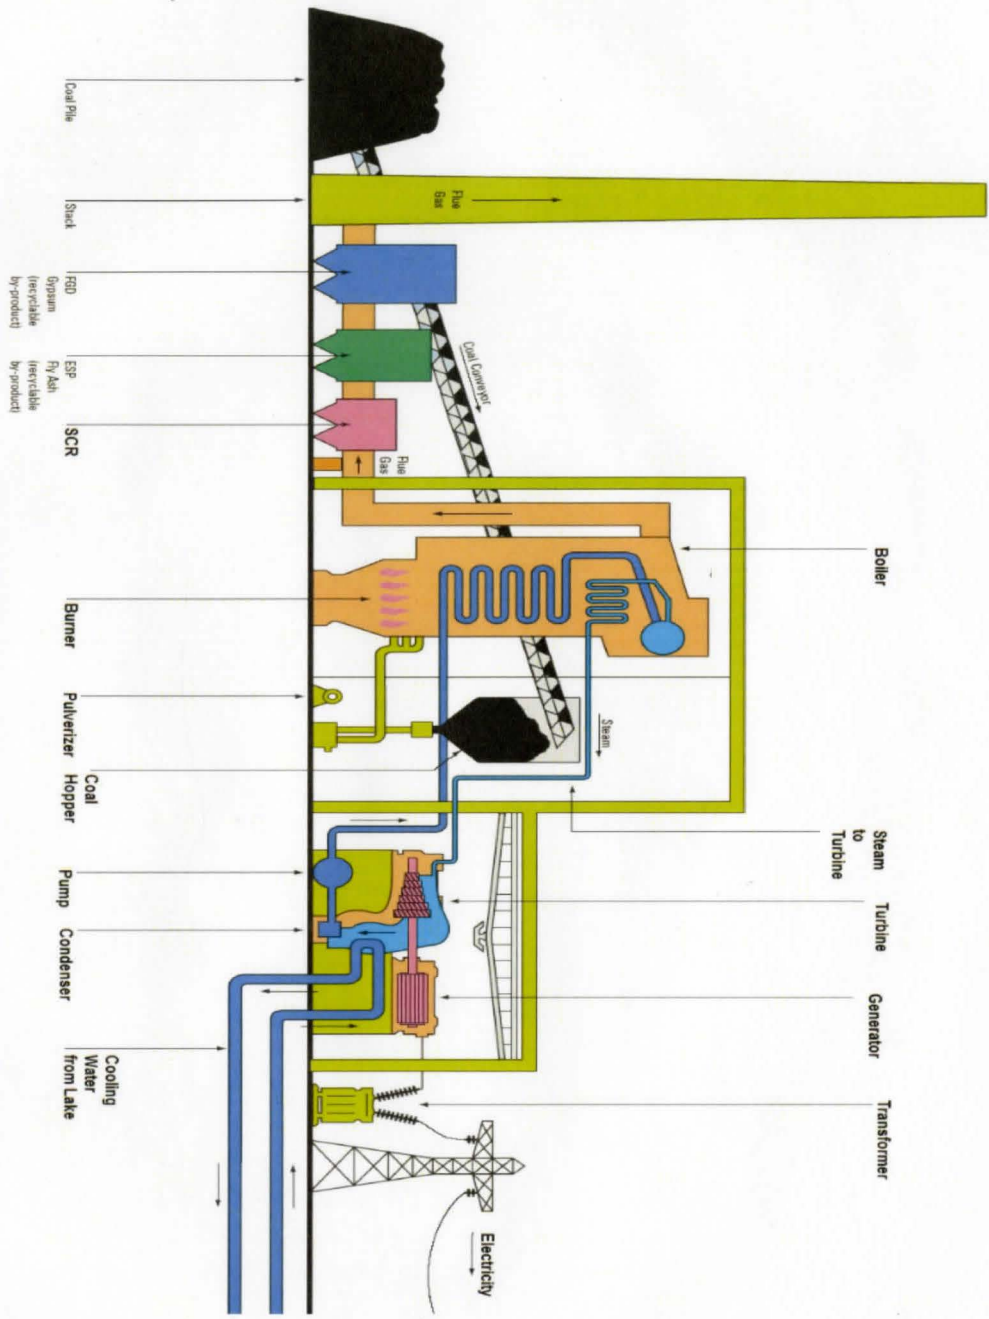 Boiler
Steam
to
Turbine
Turbine
Generator
Transformer
Flue
Gas
Coal Conveyor
Flue
Gas
Steam
Electricity
Coal Pile
Stack
FGD
Gypsum
(recyclable
by-product)
ESP
Fly Ash
(recyclable
by-product)
SCR
Burner
Pulverizer
Coal
Hopper
Pump
Condenser
Cooling
Water
from Lake